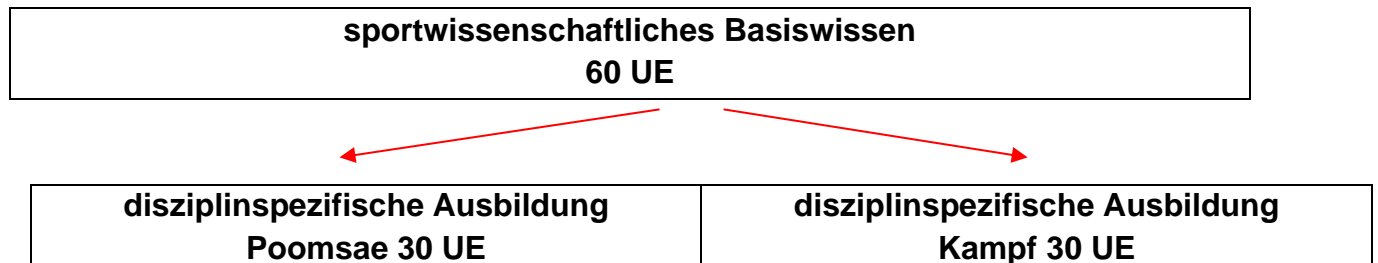 sportwissenschaftliches Basiswissen
60 UE
disziplinspezifische Ausbildung
Poomsae 30 UE
disziplinspezifische Ausbildung
Kampf 30 UE